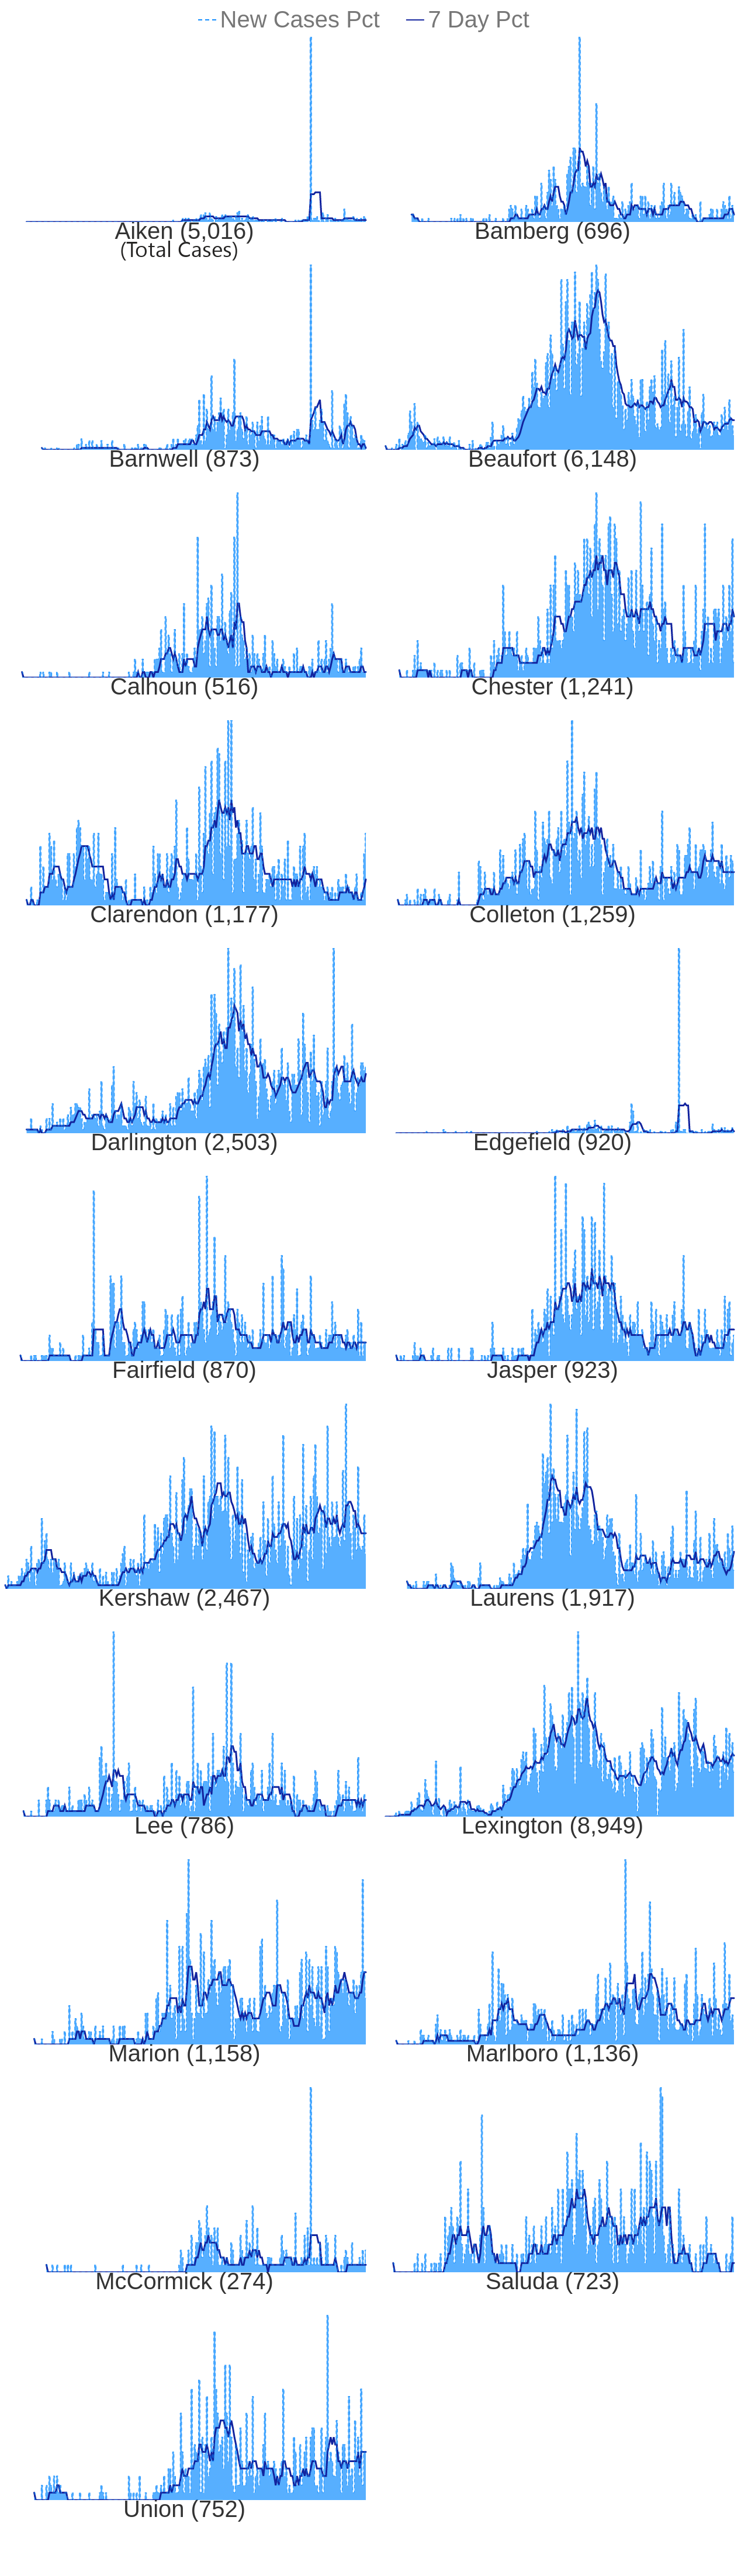 New Cases Pct 7 Day Pct
Aiken (5,016) Bamberg (696)
(Total Cases)
Barnwell (873) Beaufort (6,148)
Calhoun (516) Chester (1,241)
Clarendon (1,177) Colleton (1,259)
Darlington (2,503) Edgefield (920)
Fairfield (870) Jasper (923)
Kershaw (2,467) Laurens (1,917)
Lee (786) Lexington (8,949)
Marion (1,158) Marlboro (1,136)
McCormick (274) Saluda (723)
Union (752)